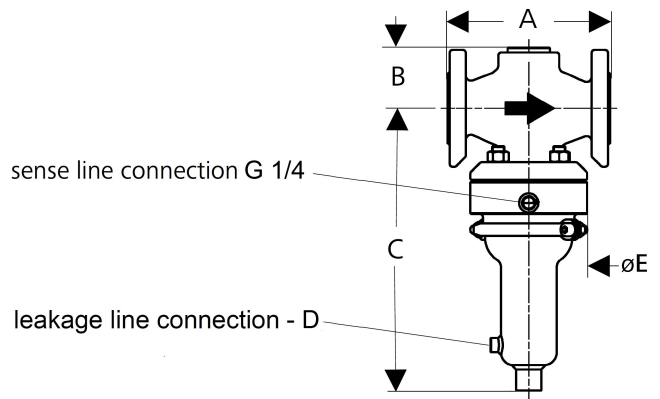 A
B
sense line connection G 1/4
C
øE
leakage line connection - D